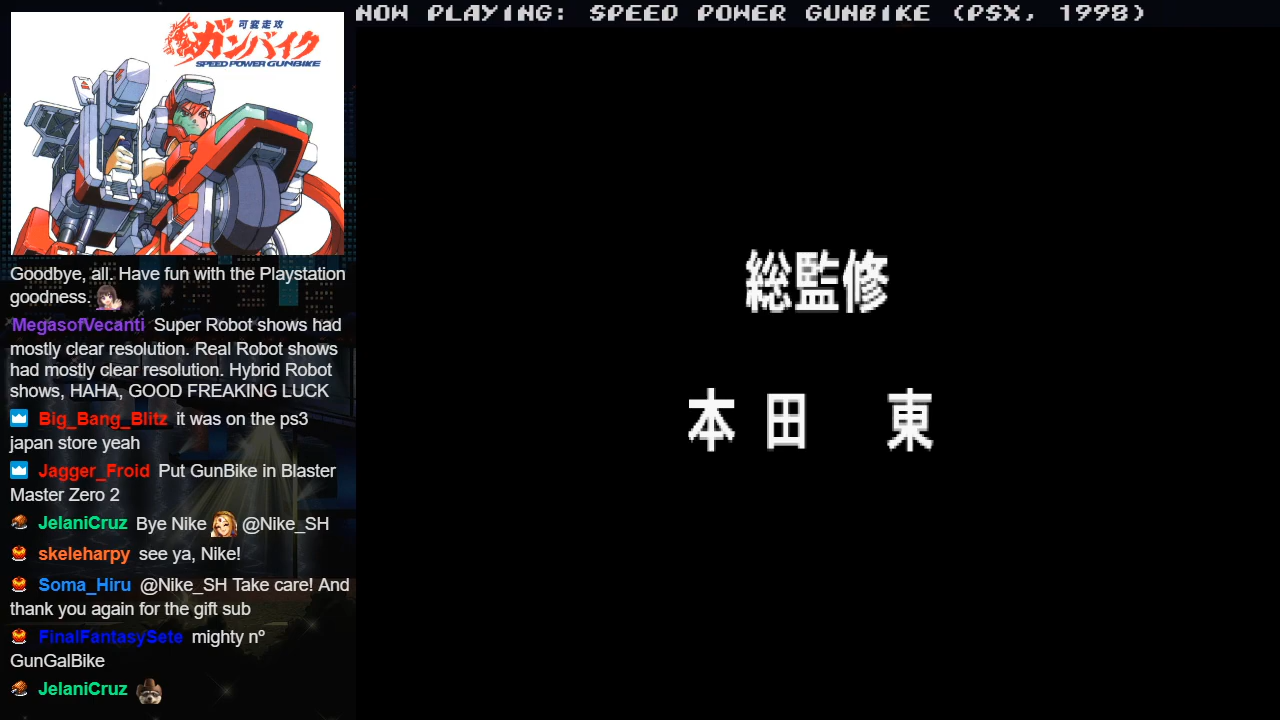 NOW PLAYING: SPEED POWER GUNBIKE (PSX, 1998)
可変走攻
ガンバイク
SPEED POWER GUNBIKE
Goodbye, all. Have fun with the Playstation
goodness.
MegasofVecanti Super Robot shows had
mostly clear resolution. Real Robot shows
had mostly clear resolution. Hybrid Robot
shows, HAHA, GOOD FREAKING LUCK
Big_Bang_Blitz it was on the ps3
japan store yeah
Jagger_Froid Put GunBike in Blaster
Master Zero 2
JelaniCruz Bye Nike @Nike_SH
skeleharpy see ya, Nike!
Soma_Hiru @Nike_SH Take care! And
thank you again for the gift sub
FinalFantasySete mighty nº
GunGalBike
JelaniCruz
総監修
本田 東